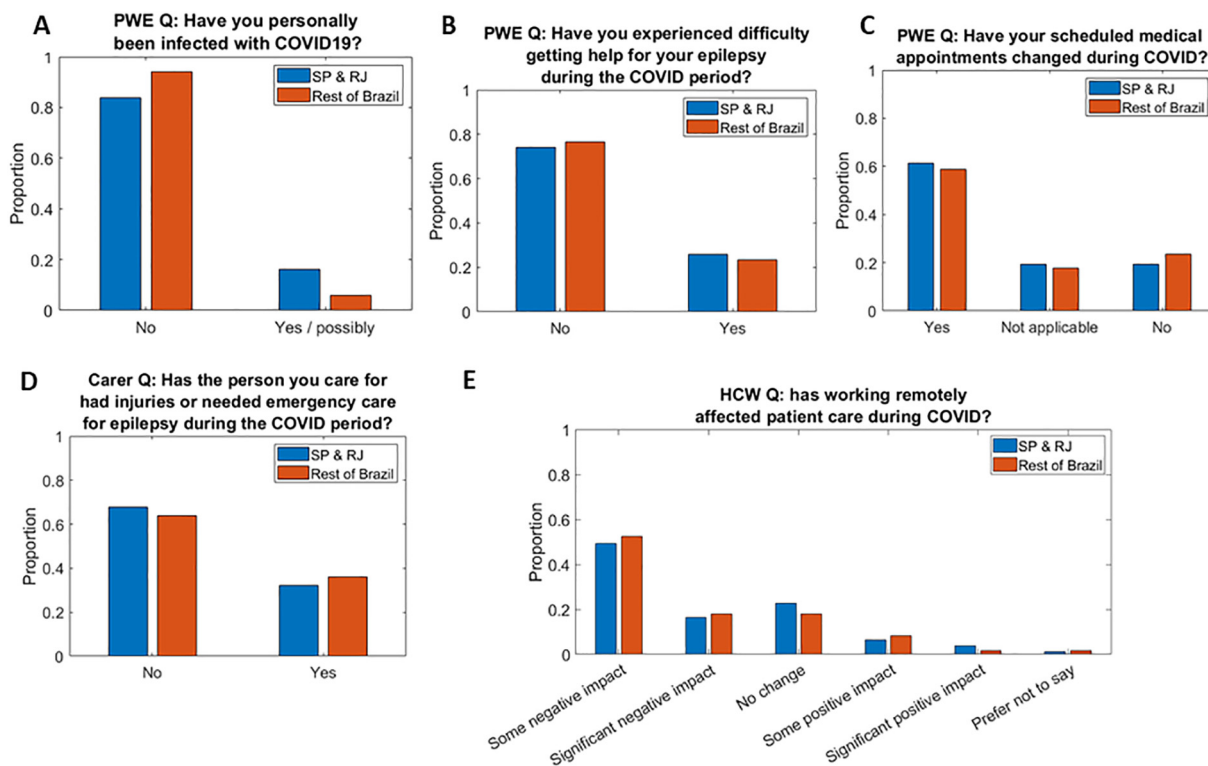 A
PWE Q: Have you personally
been infected with COVID19?
1
0.8
0.6
0.4
0.2
0
Proportion
SP & RJ
Rest of Brazil
No
Yes / possibly
B
PWE Q: Have you experienced difficulty
getting help for your epilepsy
during the COVID period?
1
0.8
0.6
0.4
0.2
0
Proportion
SP & RJ
Rest of Brazil
No
Yes
C
PWE Q: Have your scheduled medical
appointments changed during COVID?
1
0.8
0.6
0.4
0.2
0
Proportion
SP & RJ
Rest of Brazil
Yes
Not applicable
No
D
Carer Q: Has the person you care for
had injuries or needed emergency care
for epilepsy during the COVID period?
1
0.8
0.6
0.4
0.2
0
Proportion
SP & RJ
Rest of Brazil
No
Yes
E
HCW Q: has working remotely
affected patient care during COVID?
1
0.8
0.6
0.4
0.2
0
Proportion
SP & RJ
Rest of Brazil
Some negative impact
Significant negative impact
No change
Some positive impact
Significant positive impact
Prefer not to say